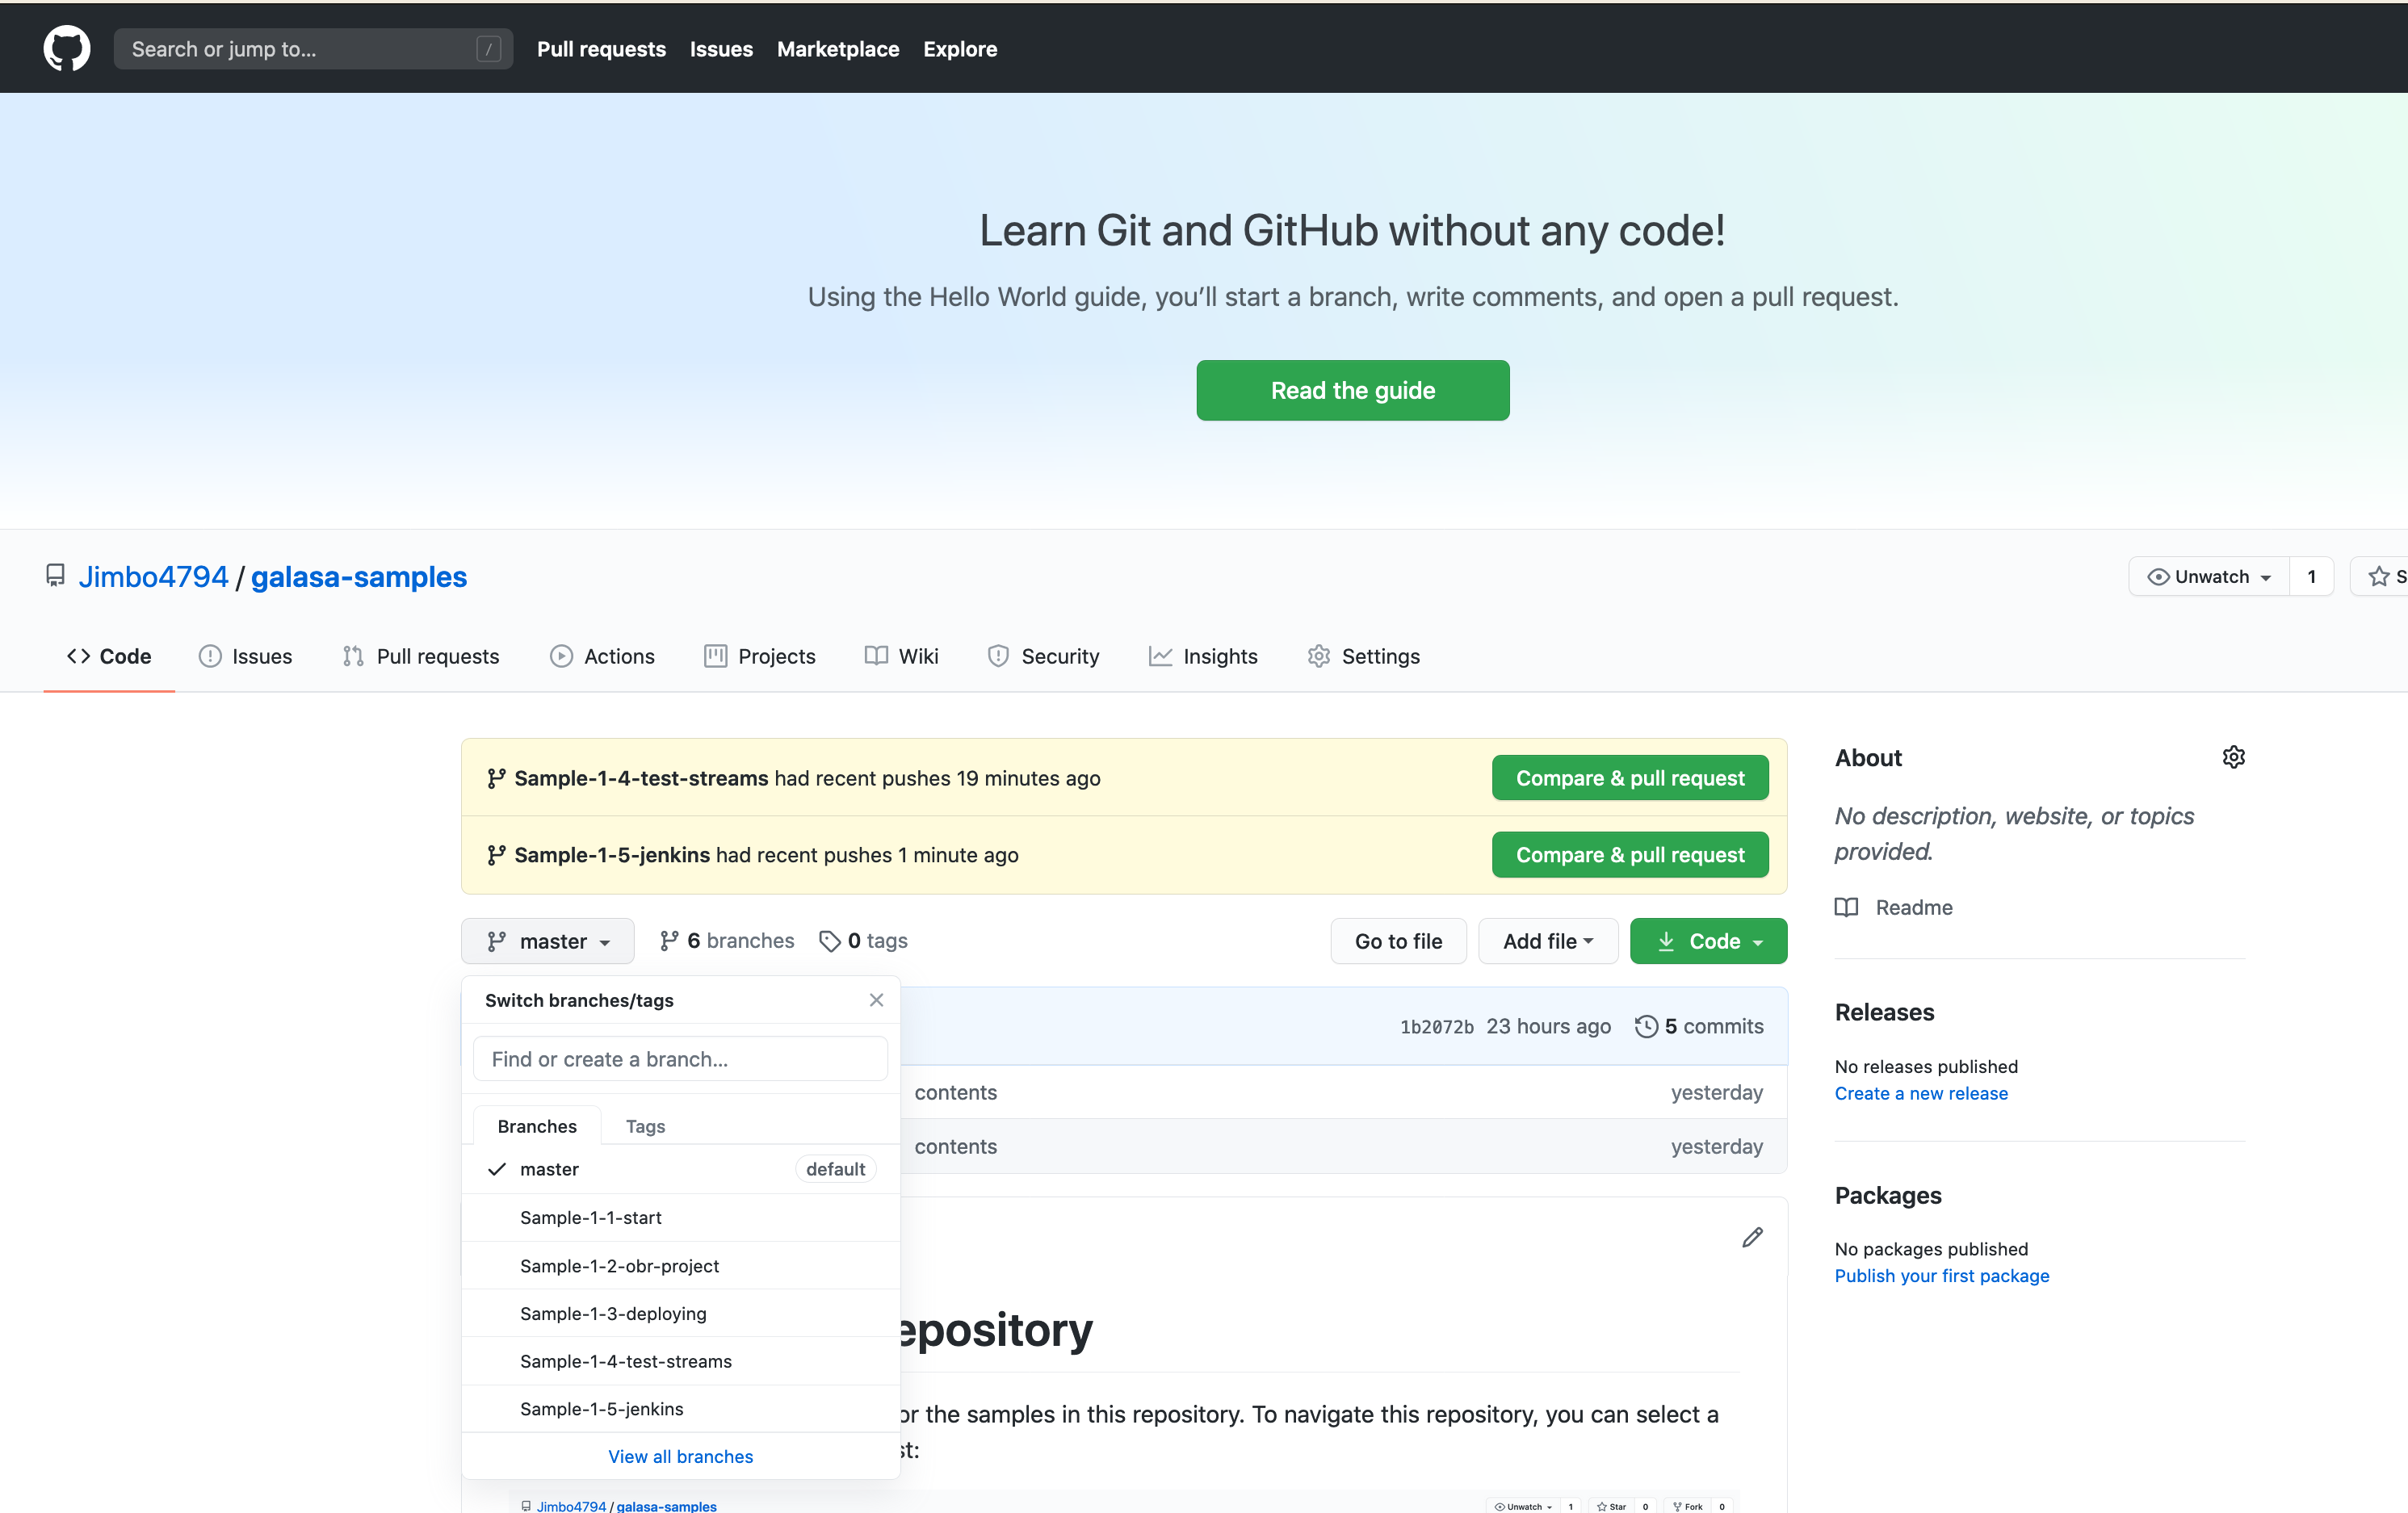 Search or jump to... /
Pull requests Issues Marketplace Explore
Learn Git and GitHub without any code!
Using the Hello World guide, you’ll start a branch, write comments, and open a pull request.
Read the guide
Jimbo4794 / galasa-samples
Unwatch 1
Code Issues Pull requests Actions Projects Wiki Security Insights Settings
Sample-1-4-test-streams had recent pushes 19 minutes ago
Compare & pull request
Sample-1-5-jenkins had recent pushes 1 minute ago
Compare & pull request
master 6 branches 0 tags
Go to file Add file Code
Switch branches/tags
Find or create a branch...
Branches Tags
master default
Sample-1-1-start
Sample-1-2-obr-project
Sample-1-3-deploying
Sample-1-4-test-streams
Sample-1-5-jenkins
View all branches
1b2072b 23 hours ago 5 commits
contents yesterday
contents yesterday
epository
or the samples in this repository. To navigate this repository, you can select a
st:
Jimbo4794 / galasa-samples
Unwatch 1 Star 0 Fork 0
About
No description, website, or topics
provided.
Readme
Releases
No releases published
Create a new release
Packages
No packages published
Publish your first package